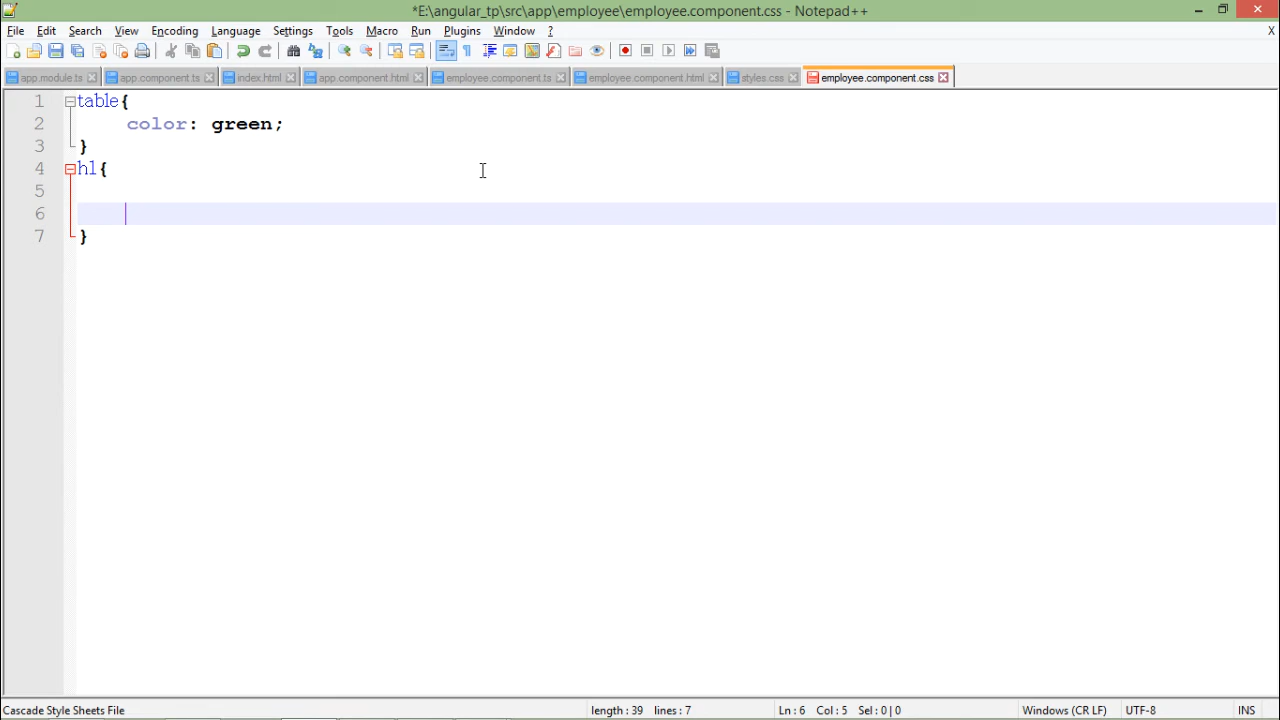 *E:\angular_tp\src\app\employee\employee.component.css - Notepad++
File Edit Search View Encoding Language Settings Tools Macro Run Plugins Window ? X
app.module.ts app.component.ts index.html app.component.html employee.component.ts employee.component.html styles.css employee.component.css
1 table{
2 color: green;
3 }
4 h1{
5
6
7 }
Cascade Style Sheets File length : 39 lines : 7 Ln : 6 Col : 5 Sel : 0 | 0 Windows (CR LF) UTF-8 INS